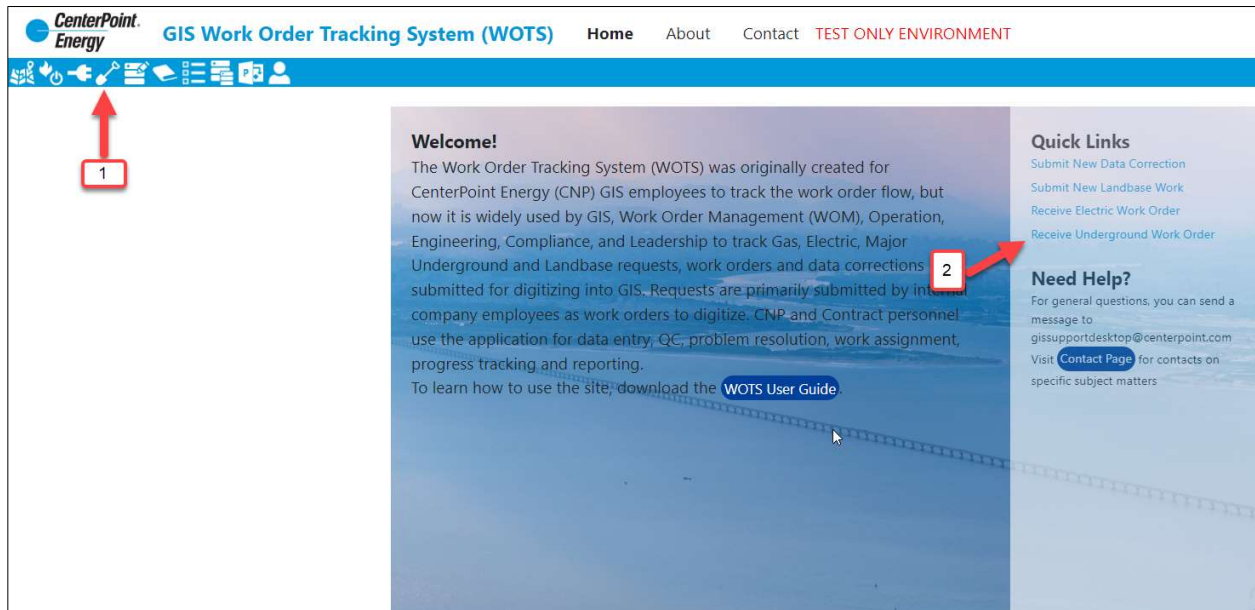 CenterPoint.
Energy
GIS Work Order Tracking System (WOTS) Home About Contact TEST ONLY ENVIRONMENT
1
Welcome!
The Work Order Tracking System (WOTS) was originally created for
CenterPoint Energy (CNP) GIS employees to track the work order flow, but
now it is widely used by GIS, Work Order Management (WOM), Operation,
Engineering, Compliance, and Leadership to track Gas, Electric, Major
Underground and Landbase requests, work orders and data corrections
submitted for digitizing into GIS. Requests are primarily submitted by internal
company employees as work orders to digitize. CNP and Contract personnel
use the application for data entry, QC, problem resolution, work assignment,
progress tracking and reporting.
To learn how to use the site, download the WOTS User Guide.
2
Quick Links
Submit New Data Correction
Submit New Landbase Work
Receive Electric Work Order
Receive Underground Work Order
Need Help?
For general questions, you can send a
message to
gissupportdesktop@centerpoint.com
Visit Contact Page for contacts on
specific subject matters